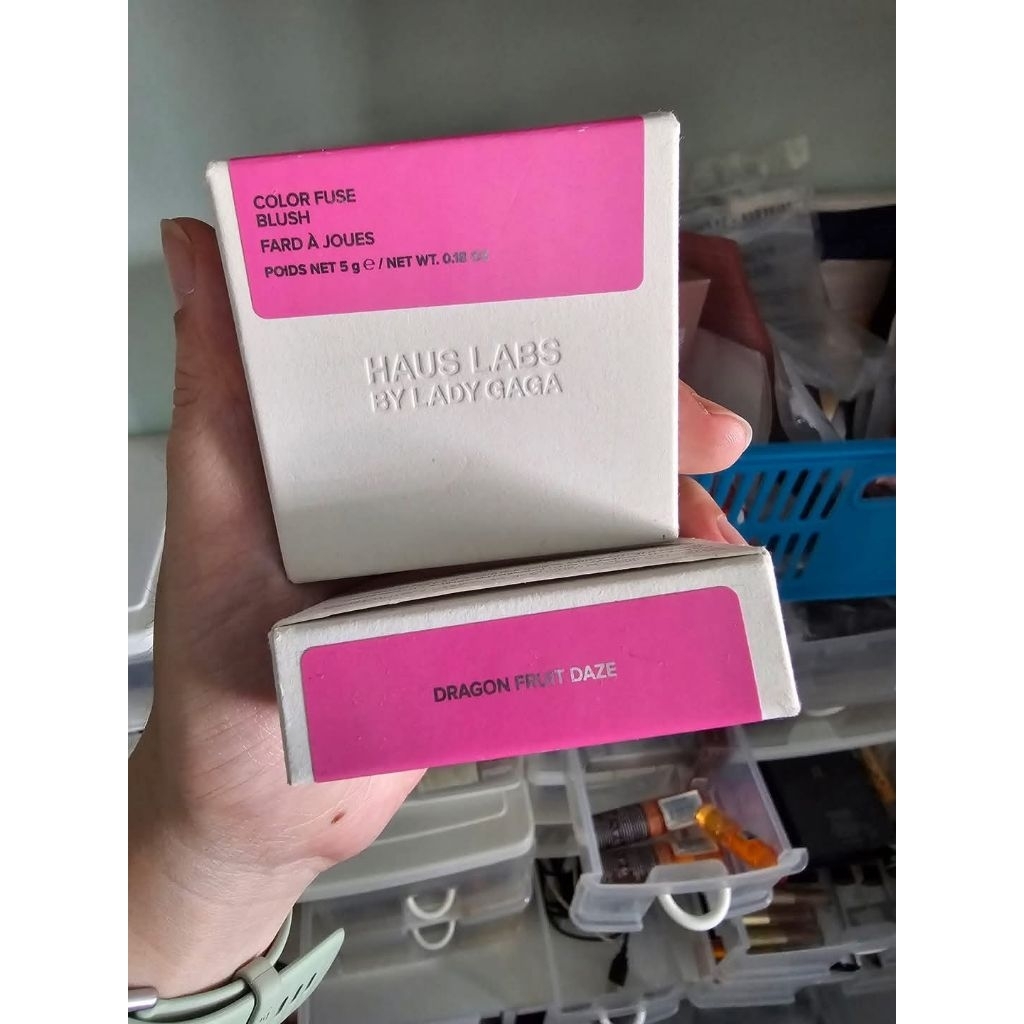 COLOR FUSE
BLUSH
FARD À JOUES
POIDS NET 5 g ℮ / NET WT. 0.18 OZ
HAUS LABS
BY LADY GAGA
DRAGON FRUIT DAZE